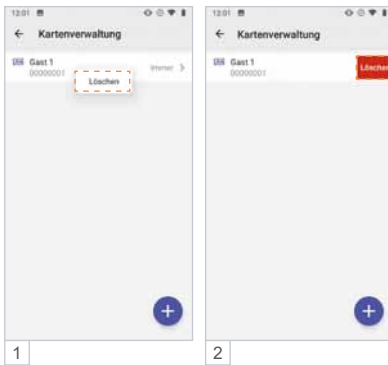 12:01
← Kartenverwaltung
Gast 1
00000001
Immer
Löschen
1
12:01
← Kartenverwaltung
Gast 1
00000001
Löschen
2